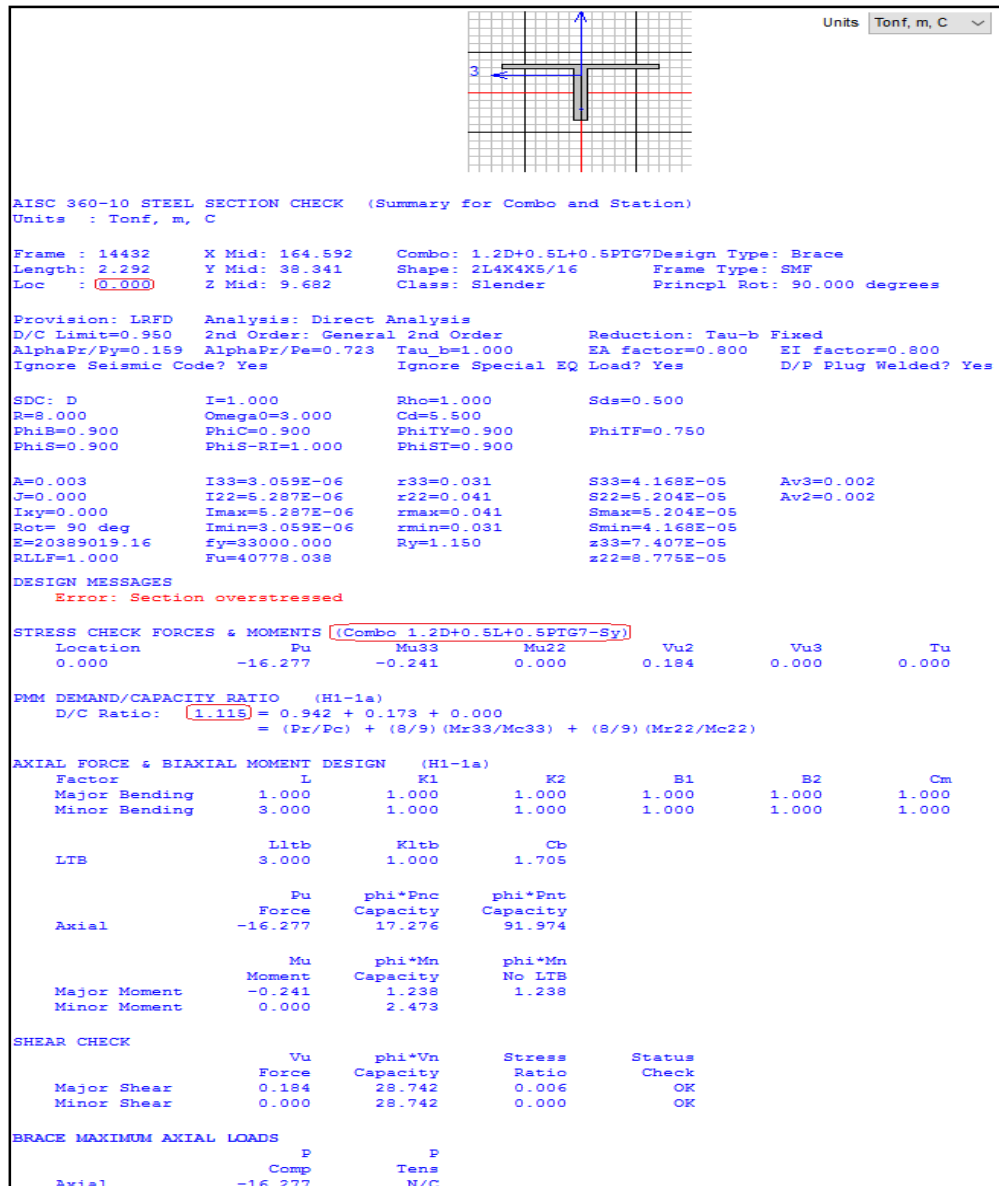 Units Tonf, m, C
3
AISC 360-10 STEEL SECTION CHECK (Summary for Combo and Station)
Units : Tonf, m, C
Frame : 14432 X Mid: 164.592 Combo: 1.2D+0.5L+0.5PTG7Design Type: Brace
Length: 2.292 Y Mid: 38.341 Shape: 2L4X4X5/16 Frame Type: SMF
Loc : 0.000 Z Mid: 9.682 Class: Slender Princpl Rot: 90.000 degrees
Provision: LRFD Analysis: Direct Analysis
D/C Limit=0.950 2nd Order: General 2nd Order Reduction: Tau-b Fixed
AlphaPr/Py=0.159 AlphaPr/Pe=0.723 Tau_b=1.000 EA factor=0.800 EI factor=0.800
Ignore Seismic Code? Yes Ignore Special EQ Load? Yes D/P Plug Welded? Yes
SDC: D I=1.000 Rho=1.000 Sds=0.500
R=8.000 Omega0=3.000 Cd=5.500
PhiB=0.900 PhiC=0.900 PhiTY=0.900 PhiTF=0.750
PhiS=0.900 PhiS-RI=1.000 PhiST=0.900
A=0.003 I33=3.059E-06 r33=0.031 S33=4.168E-05 Av3=0.002
J=0.000 I22=5.287E-06 r22=0.041 S22=5.204E-05 Av2=0.002
Ixy=0.000 Imax=5.287E-06 rmax=0.041 Smax=5.204E-05
Rot= 90 deg Imin=3.059E-06 rmin=0.031 Smin=4.168E-05
E=20389019.16 fy=33000.000 Ry=1.150 z33=7.407E-05
RLLF=1.000 Fu=40778.038 z22=8.775E-05
DESIGN MESSAGES
Error: Section overstressed
STRESS CHECK FORCES & MOMENTS (Combo 1.2D+0.5L+0.5PTG7-Sy)
Location Pu Mu33 Mu22 Vu2 Vu3 Tu
0.000 -16.277 -0.241 0.000 0.184 0.000 0.000
PMM DEMAND/CAPACITY RATIO (H1-1a)
D/C Ratio: 1.115 = 0.942 + 0.173 + 0.000
= (Pr/Pc) + (8/9)(Mr33/Mc33) + (8/9)(Mr22/Mc22)
AXIAL FORCE & BIAXIAL MOMENT DESIGN (H1-1a)
Factor L K1 K2 B1 B2 Cm
Major Bending 1.000 1.000 1.000 1.000 1.000 1.000
Minor Bending 3.000 1.000 1.000 1.000 1.000 1.000
Lltb Kltb Cb
LTB 3.000 1.000 1.705
Pu phi*Pnc phi*Pnt
Force Capacity Capacity
Axial -16.277 17.276 91.974
Mu phi*Mn phi*Mn
Moment Capacity No LTB
Major Moment -0.241 1.238 1.238
Minor Moment 0.000 2.473
SHEAR CHECK
Vu phi*Vn Stress Status
Force Capacity Ratio Check
Major Shear 0.184 28.742 0.006 OK
Minor Shear 0.000 28.742 0.000 OK
BRACE MAXIMUM AXIAL LOADS
P P
Comp Tens
Axial -16.277 N/C